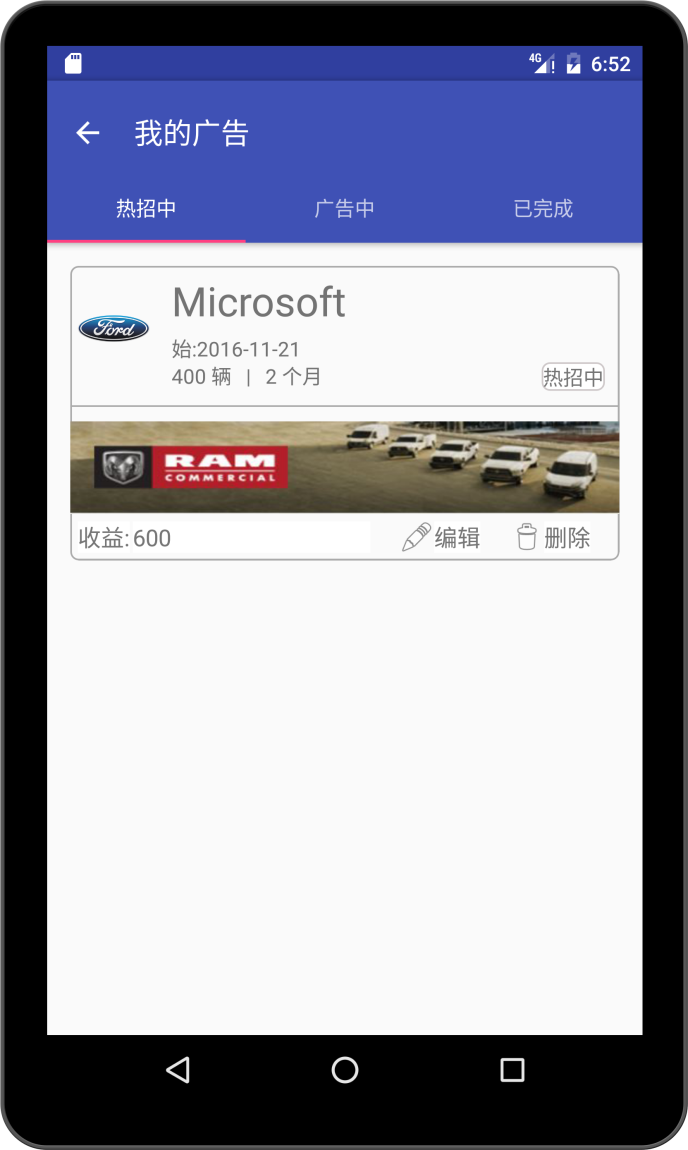 4G 6:52
我的广告
热招中 广告中 已完成
Microsoft
Ford
始:2016-11-21
400 辆 | 2 个月
热招中
RAM
COMMERCIAL
收益:600 编辑 删除